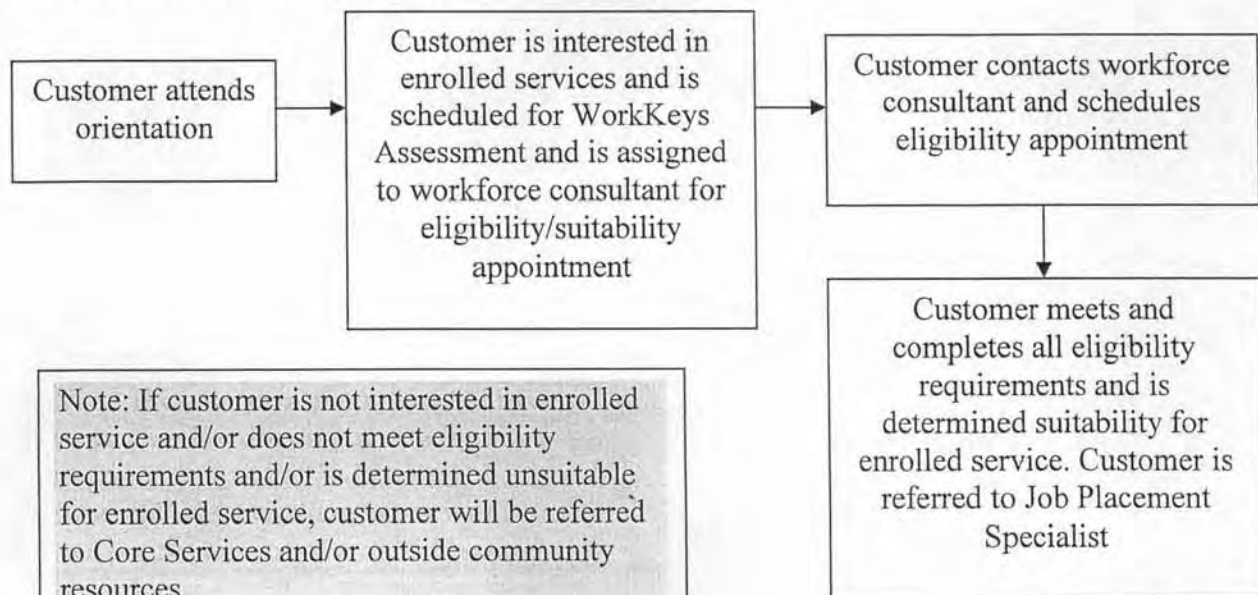 Customer attends
orientation
Customer is interested in
enrolled services and is
scheduled for WorkKeys
Assessment and is assigned
to workforce consultant for
eligibility/suitability
appointment
Customer contacts workforce
consultant and schedules
eligibility appointment
Customer meets and
completes all eligibility
requirements and is
determined suitability for
enrolled service. Customer is
referred to Job Placement
Specialist
Note: If customer is not interested in enrolled
service and/or does not meet eligibility
requirements and/or is determined unsuitable
for enrolled service, customer will be referred
to Core Services and/or outside community
resources.